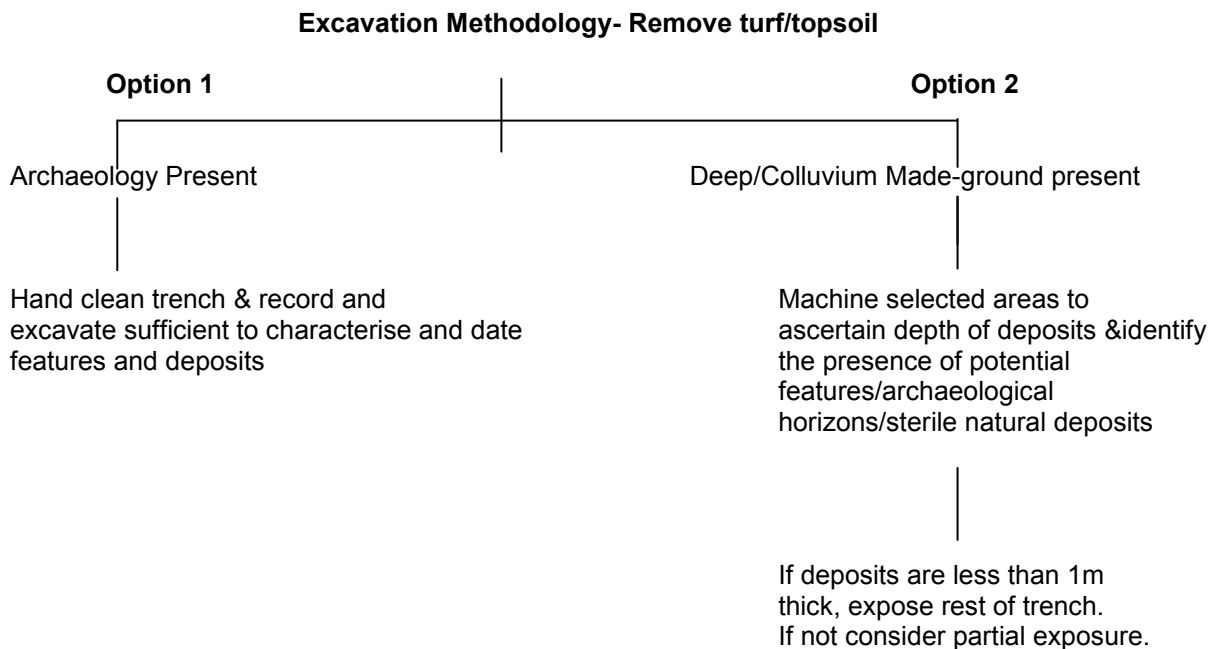 Excavation Methodology- Remove turf/topsoil
Option 1
Option 2
Archaeology Present
Deep/Colluvium Made-ground present
Hand clean trench & record and
excavate sufficient to characterise and date
features and deposits
Machine selected areas to
ascertain depth of deposits &identify
the presence of potential
features/archaeological
horizons/sterile natural deposits
If deposits are less than 1m
thick, expose rest of trench.
If not consider partial exposure.